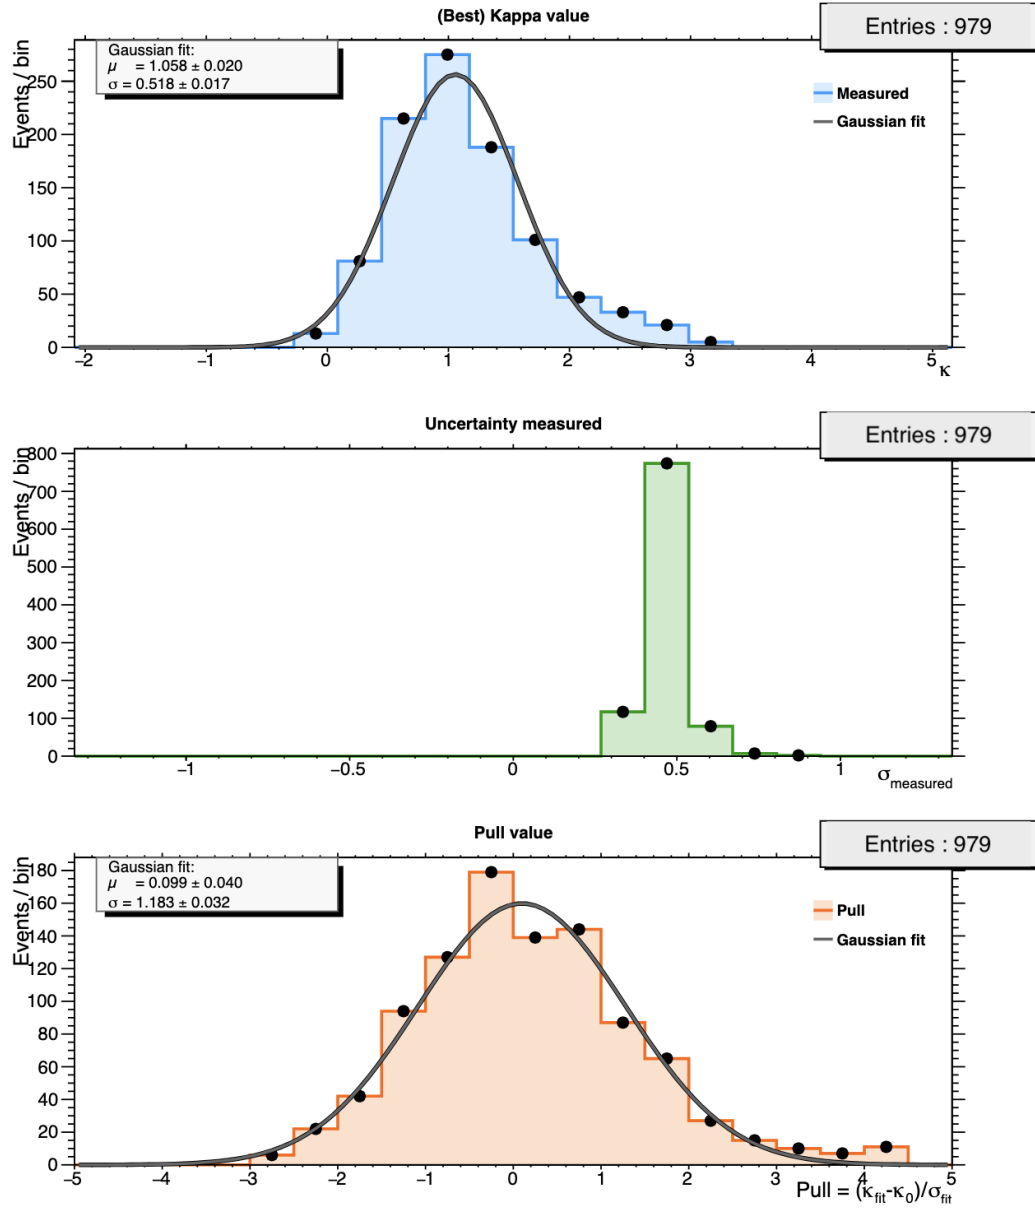 (Best) Kappa value
Entries : 979
Gaussian fit:
μ = 1.058 ± 0.020
σ = 0.518 ± 0.017
Events / bin
Measured
Gaussian fit
250
200
150
100
50
0
−2 −1 0 1 2 3 4 5
κ
Uncertainty measured
Entries : 979
Events / bin
800
700
600
500
400
300
200
100
0
−1 −0.5 0 0.5 1
σmeasured
Pull value
Entries : 979
Gaussian fit:
μ = 0.099 ± 0.040
σ = 1.183 ± 0.032
Events / bin
Pull
Gaussian fit
180
160
140
120
100
80
60
40
20
0
−5 −4 −3 −2 −1 0 1 2 3 4 5
Pull = (κfit-κ0)/σfit